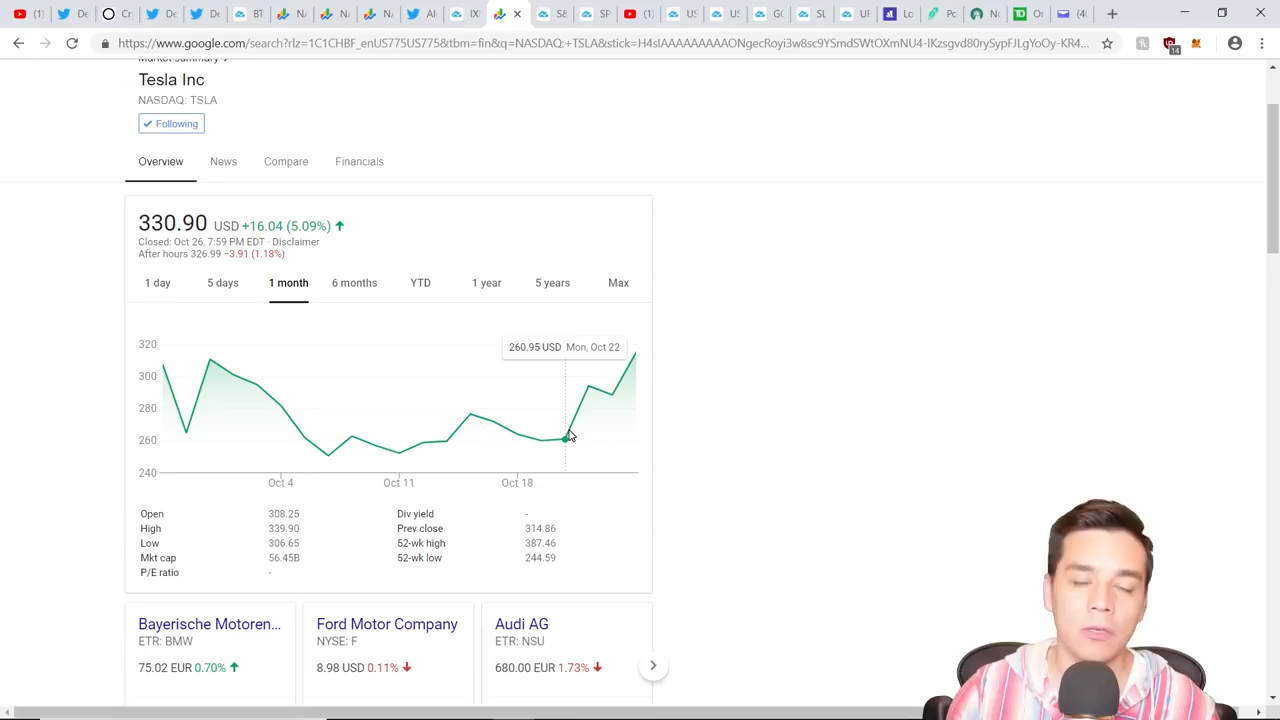 BT
(4
https://www.google.com/search?rlz=1C1CHBF_enUS775US775&tbm=fin&q=NASDAQ:+TSLA&stick=
14
Tesla Inc
NASDAQ: TSLA
Following
Overview News Compare Financials
330.90 USD +16.04 (5.09%)
Closed: Oct 26, 7:59 PM EDT · Disclaimer
After hours 326.99 −3.91 (1.18%)
1 day 5 days 1 month 6 months YTD 1 year 5 years Max
260.95 USD Mon, Oct 22
320
300
280
260
240
Oct 4 Oct 11 Oct 18
Open 308.25 Div yield -
High 339.90 Prev close 314.86
Low 306.65 52-wk high 387.46
Mkt cap 56.45B 52-wk low 244.59
P/E ratio -
Bayerische Motoren... Ford Motor Company Audi AG
ETR: BMW NYSE: F ETR: NSU
75.02 EUR 0.70% 8.98 USD 0.11% 680.00 EUR 1.73%